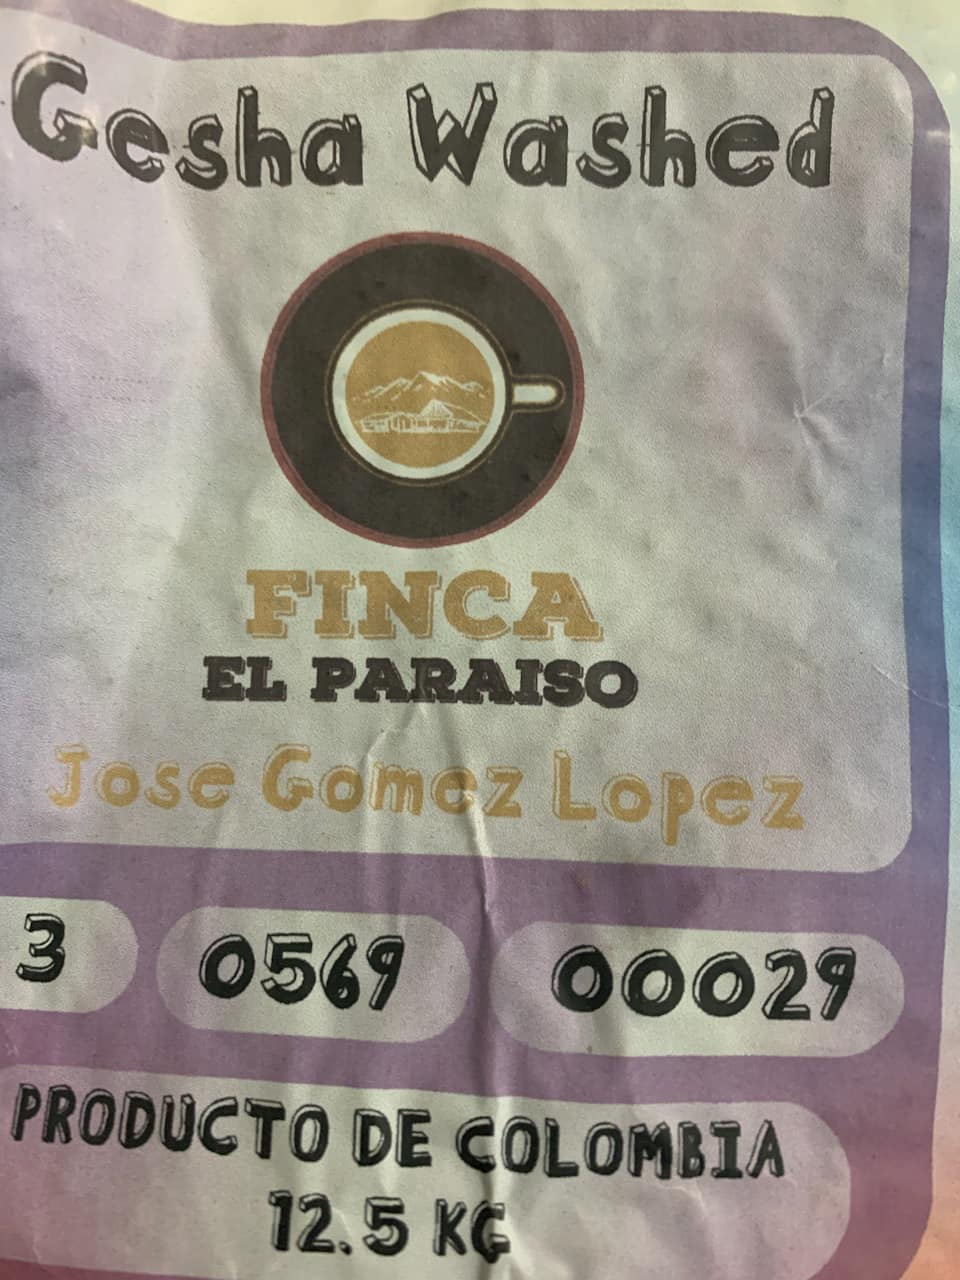 Gesha Washed
FINCA
EL PARAISO
Jose Gomez Lopez
3 0569 00029
PRODUCTO DE COLOMBIA
12.5 KG